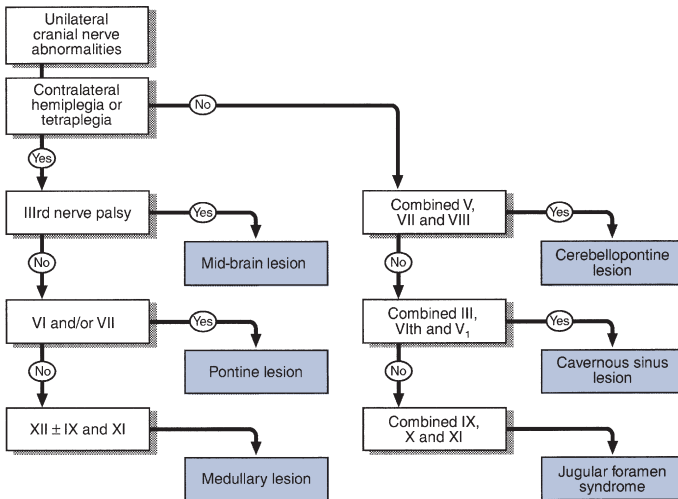 Unilateral
cranial nerve
abnormalities
Contralateral
hemiplegia or
tetraplegia
No
Yes
IIIrd nerve palsy
Yes
Mid-brain lesion
No
VI and/or VII
Yes
Pontine lesion
No
XII ± IX and XI
Medullary lesion
Combined V,
VII and VIII
Yes
Cerebellopontine
lesion
No
Combined III,
VIth and V₁
Yes
Cavernous sinus
lesion
No
Combined IX,
X and XI
Jugular foramen
syndrome